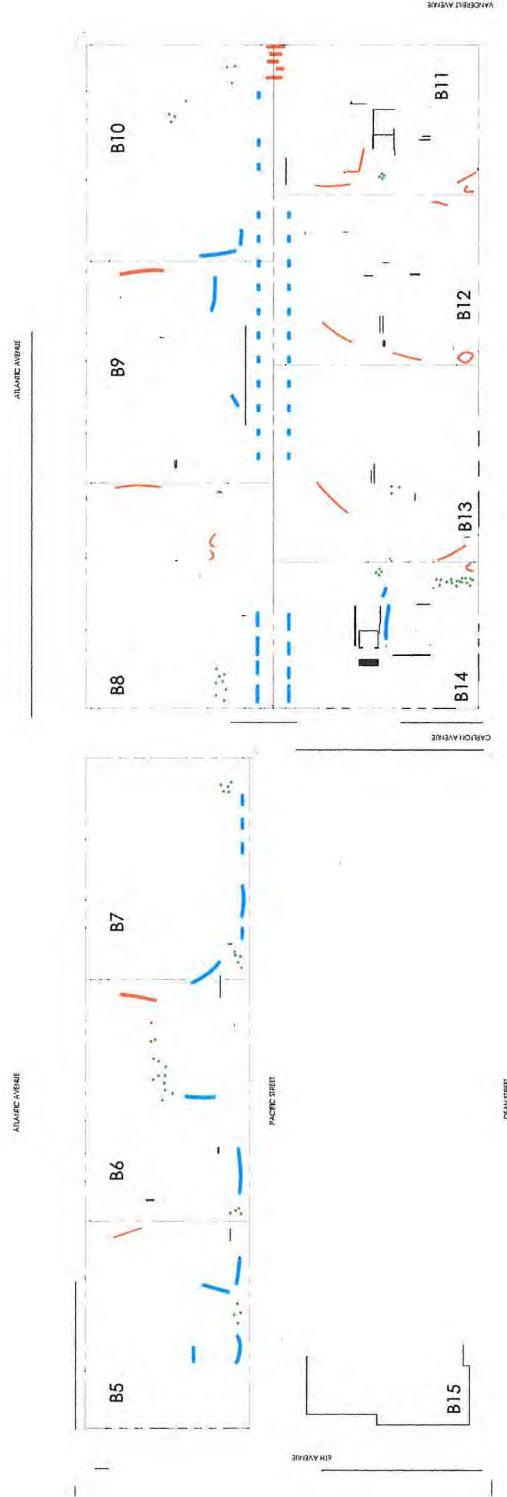 VANDERBILT AVENUE
B10
B11
ATLANTIC AVENUE
B9
B12
B13
B8
B14
CARLTON AVENUE
B7
ATLANTIC AVENUE
PACIFIC STREET
DEAN STREET
B6
B5
B15
6TH AVENUE